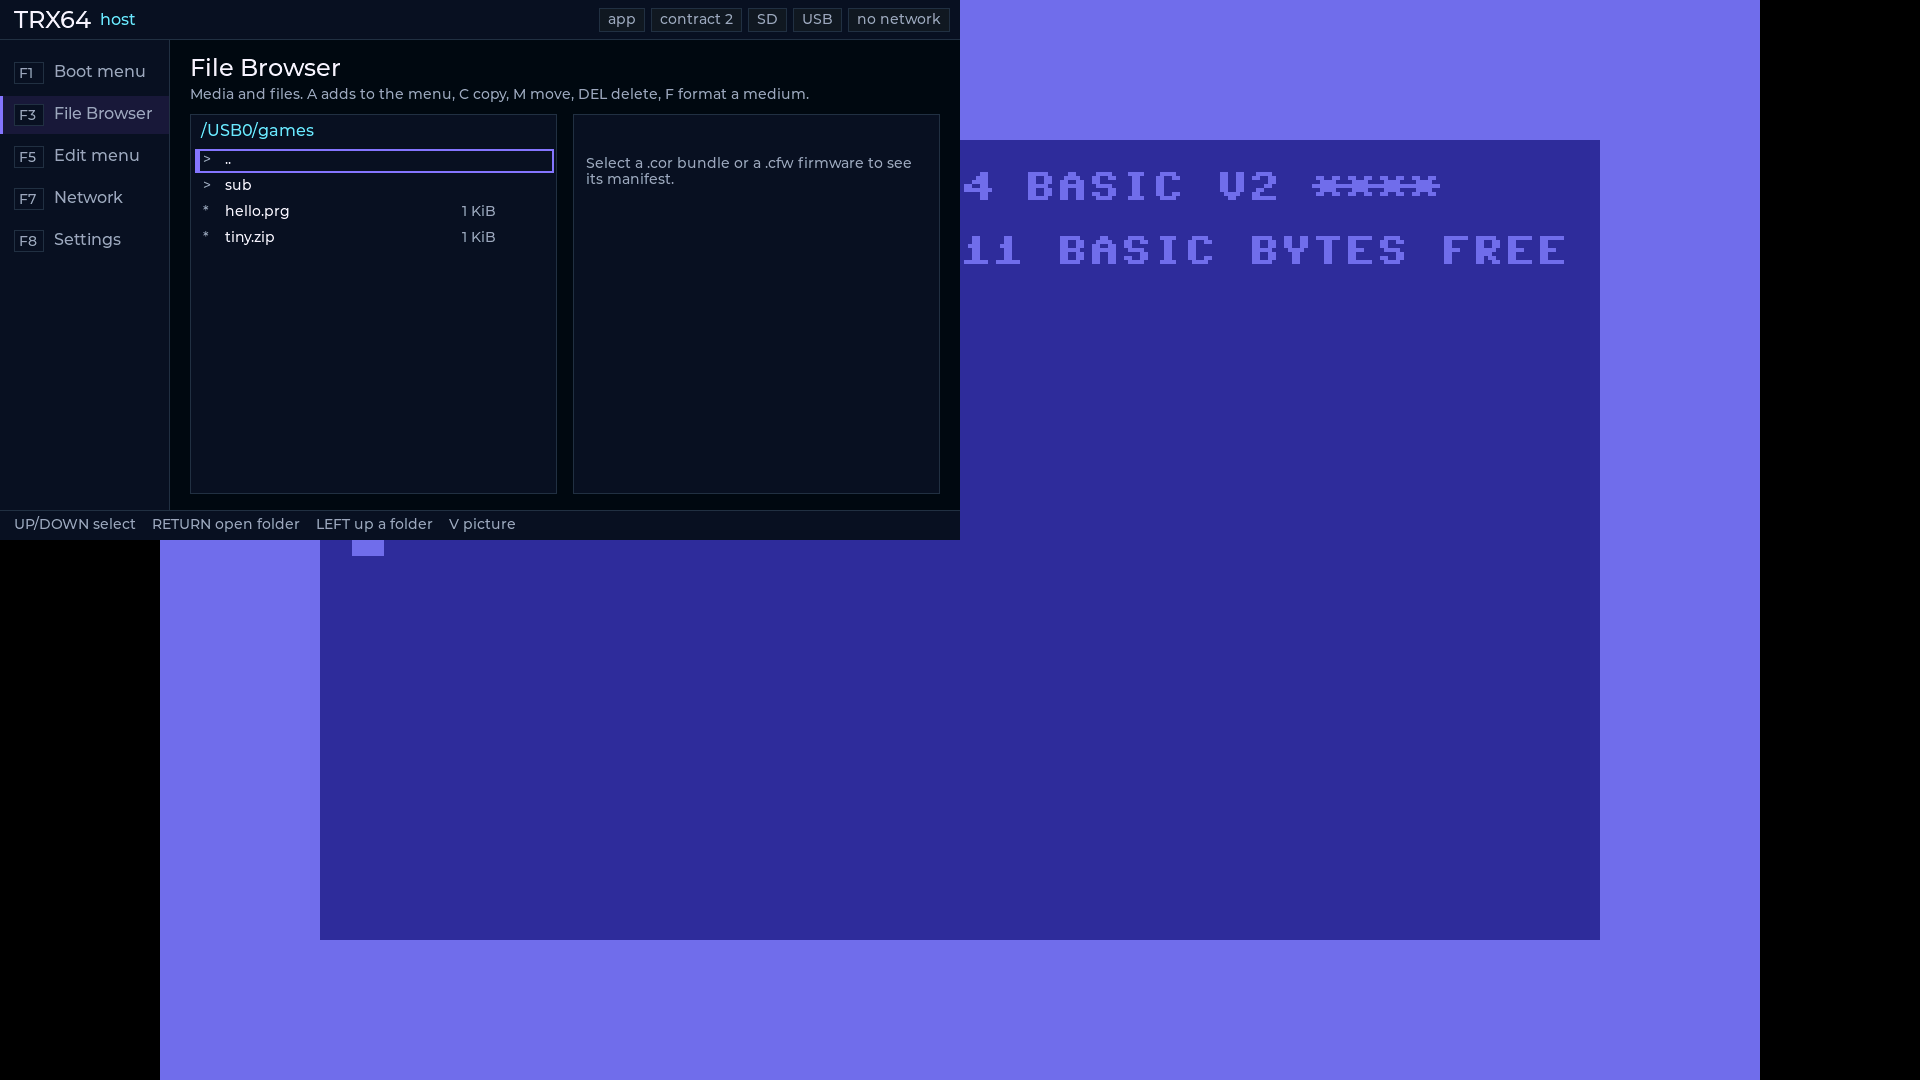 TRX64 host app contract 2 SD USB no network
F1 Boot menu
F3 File Browser
F5 Edit menu
F7 Network
F8 Settings
File Browser
Media and files. A adds to the menu, C copy, M move, DEL delete, F format a medium.
/USB0/games
> ..
> sub
* hello.prg 1 KiB
* tiny.zip 1 KiB
Select a .cor bundle or a .cfw firmware to see
its manifest.
UP/DOWN select RETURN open folder LEFT up a folder V picture
4 BASIC V2 ****
11 BASIC BYTES FREE